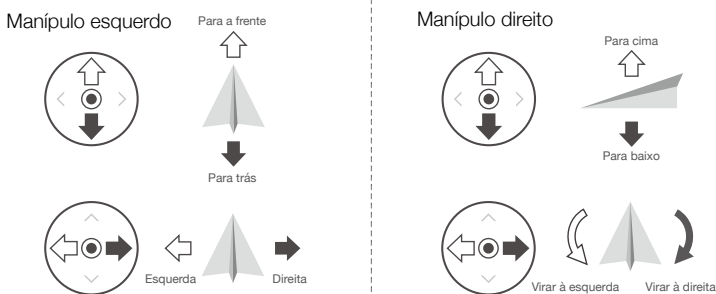 Manípulo esquerdo
Para a frente
Para trás
Esquerda
Direita
Manípulo direito
Para cima
Para baixo
Virar à esquerda
Virar à direita